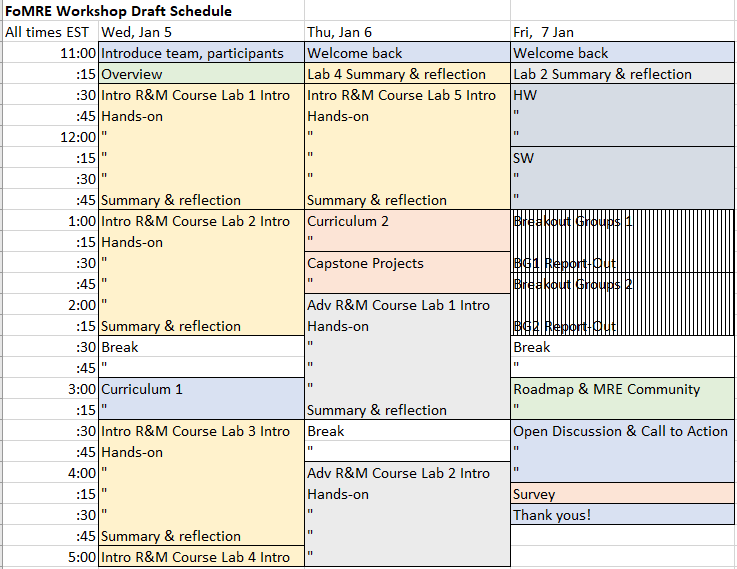 FoMRE Workshop Draft Schedule
All times EST Wed, Jan 5 Thu, Jan 6 Fri, 7 Jan
11:00 Introduce team, participants Welcome back Welcome back
:15 Overview Lab 4 Summary & reflection Lab 2 Summary & reflection
:30 Intro R&M Course Lab 1 Intro Intro R&M Course Lab 5 Intro HW
:45 Hands-on Hands-on "
12:00 " " "
:15 " " SW
:30 " " "
:45 Summary & reflection Summary & reflection "
1:00 Intro R&M Course Lab 2 Intro Curriculum 2 Breakout Groups 1
:15 Hands-on "
:30 " Capstone Projects BG1 Report-Out
:45 " " Breakout Groups 2
2:00 " Adv R&M Course Lab 1 Intro
:15 Summary & reflection Hands-on BG2 Report-Out
:30 Break " Break
:45 " " "
3:00 Curriculum 1 " Roadmap & MRE Community
:15 " Summary & reflection "
:30 Intro R&M Course Lab 3 Intro Break Open Discussion & Call to Action
:45 Hands-on " "
4:00 " Adv R&M Course Lab 2 Intro "
:15 " Hands-on Survey
:30 " " Thank yous!
:45 Summary & reflection "
5:00 Intro R&M Course Lab 4 Intro "